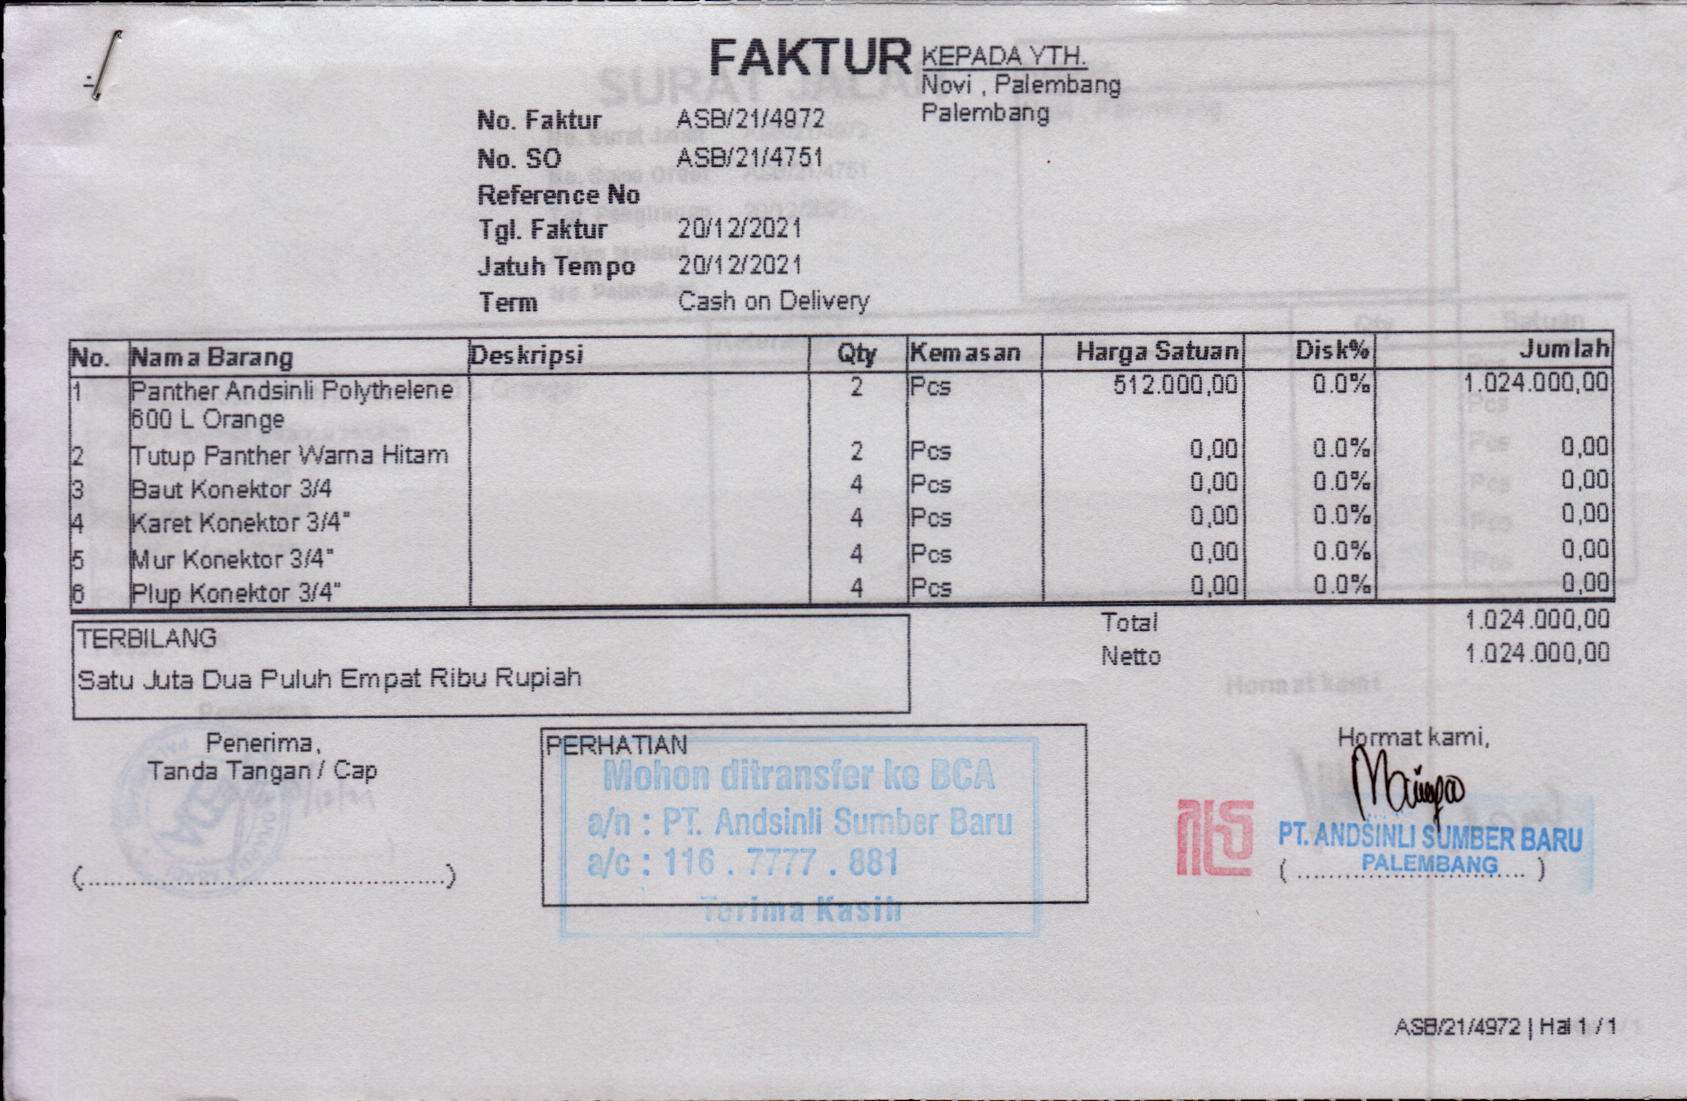 FAKTUR
KEPADA YTH.
Novi , Palembang
Palembang
No. Faktur ASB/21/4972
No. SO ASB/21/4751
Reference No
Tgl. Faktur 20/12/2021
Jatuh Tempo 20/12/2021
Term Cash on Delivery
No. Nama Barang Deskripsi Qty Kemasan Harga Satuan Disk% Jumlah
1 Panther Andsinli Polythelene 2 Pcs 512.000,00 0.0% 1.024.000,00
600 L Orange
2 Tutup Panther Warna Hitam 2 Pcs 0,00 0.0% 0,00
3 Baut Konektor 3/4 4 Pcs 0,00 0.0% 0,00
4 Karet Konektor 3/4" 4 Pcs 0,00 0.0% 0,00
5 Mur Konektor 3/4" 4 Pcs 0,00 0.0% 0,00
6 Plup Konektor 3/4" 4 Pcs 0,00 0.0% 0,00
Total 1.024.000,00
Netto 1.024.000,00
TERBILANG
Satu Juta Dua Puluh Empat Ribu Rupiah
Penerima,
Tanda Tangan / Cap
(................................................)
PERHATIAN
Mohon ditransfer ke BCA
a/n : PT. Andsinli Sumber Baru
a/c : 116 . 7777 . 881
Terima Kasih
Hormat kami,
PT. ANDSINLI SUMBER BARU
PALEMBANG
( .............................. )
ASB/21/4972 | Hal 1 / 1